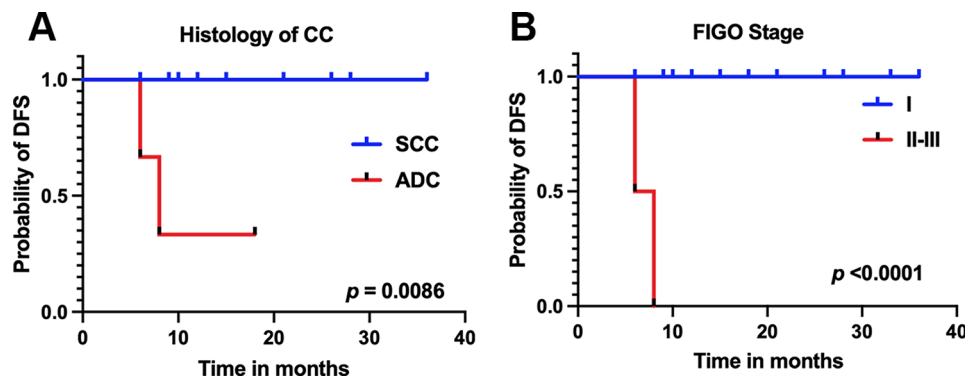 A
Histology of CC
Probability of DFS
1.0
0.5
0.0
0 10 20 30 40
Time in months
SCC
ADC
p = 0.0086
B
FIGO Stage
Probability of DFS
1.0
0.5
0.0
0 10 20 30 40
Time in months
I
II-III
p <0.0001